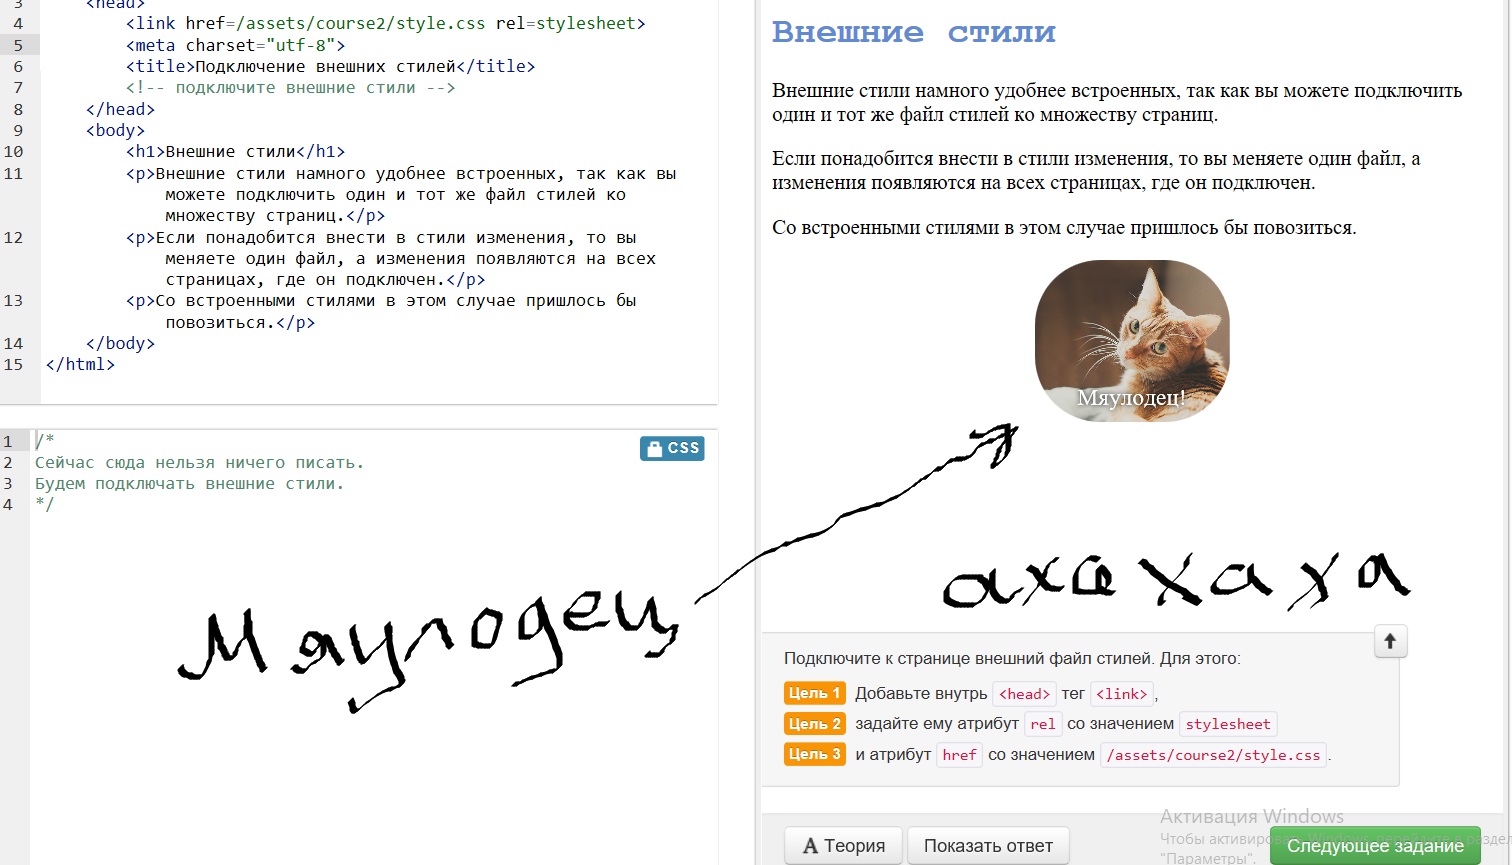 3 <head>
4 <link href=/assets/course2/style.css rel=stylesheet>
5 <meta charset="utf-8">
6 <title>Подключение внешних стилей</title>
7 <!-- подключите внешние стили -->
8 </head>
9 <body>
10 <h1>Внешние стили</h1>
11 <p>Внешние стили намного удобнее встроенных, так как вы
можете подключить один и тот же файл стилей ко
множеству страниц.</p>
12 <p>Если понадобится внести в стили изменения, то вы
меняете один файл, а изменения появляются на всех
страницах, где он подключен.</p>
13 <p>Со встроенными стилями в этом случае пришлось бы
повозиться.</p>
14 </body>
15 </html>
1 /*
2 Сейчас сюда нельзя ничего писать.
3 Будем подключать внешние стили.
4 */
CSS
Мяулодец
Внешние стили
Внешние стили намного удобнее встроенных, так как вы можете подключить
один и тот же файл стилей ко множеству страниц.
Если понадобится внести в стили изменения, то вы меняете один файл, а
изменения появляются на всех страницах, где он подключен.
Со встроенными стилями в этом случае пришлось бы повозиться.
Мяулодец!
ахахахаха
Подключите к странице внешний файл стилей. Для этого:
Цель 1 Добавьте внутрь <head> тег <link>,
Цель 2 задайте ему атрибут rel со значением stylesheet
Цель 3 и атрибут href со значением /assets/course2/style.css.
Активация Windows
Чтобы активировать Windows, перейдите в раздел
"Параметры".
А Теория
Показать ответ
Следующее задание